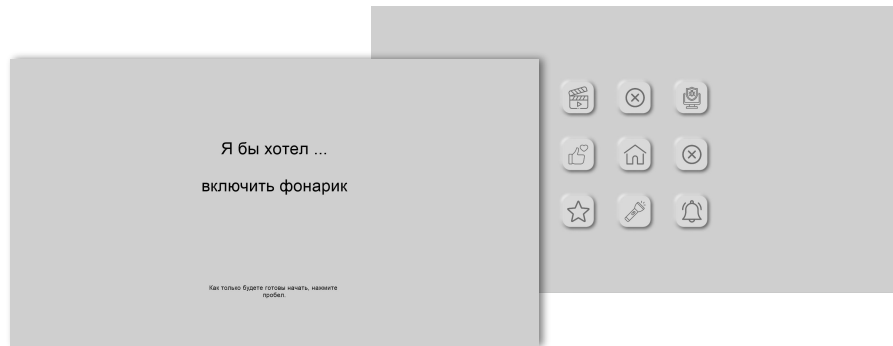 Я бы хотел ...
включить фонарик
Как только будете готовы начать, нажмите
пробел.